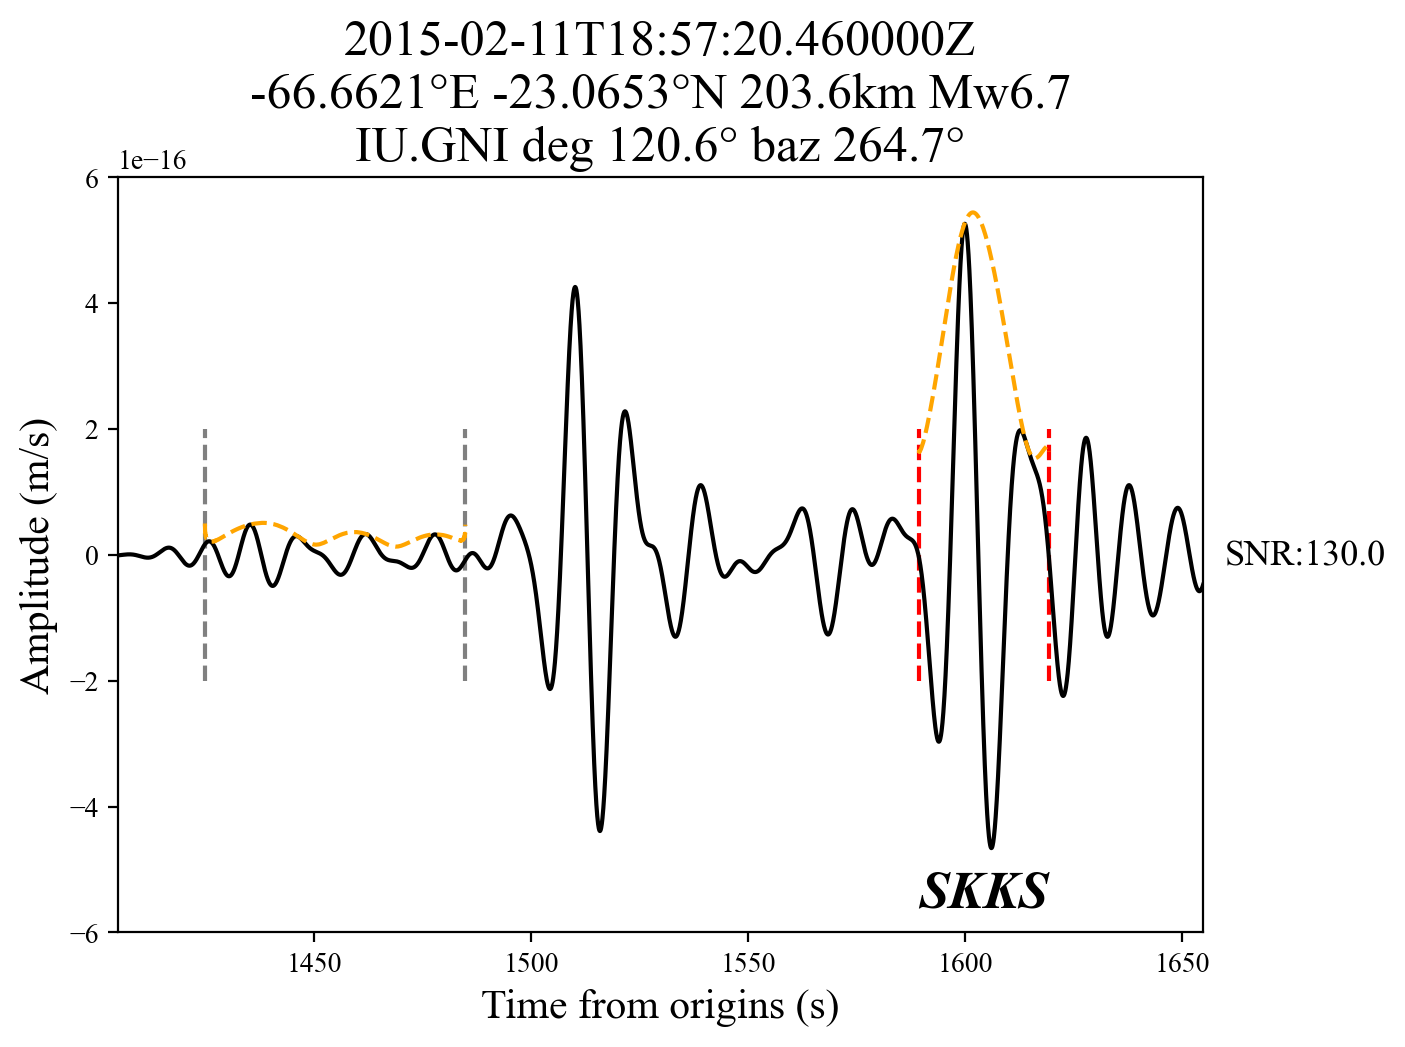 2015-02-11T18:57:20.460000Z
-66.6621°E -23.0653°N 203.6km Mw6.7
IU.GNI deg 120.6° baz 264.7°
1e−16
6
4
2
0
−2
−4
−6
Amplitude (m/s)
SNR:130.0
SKKS
1450 1500 1550 1600 1650
Time from origins (s)